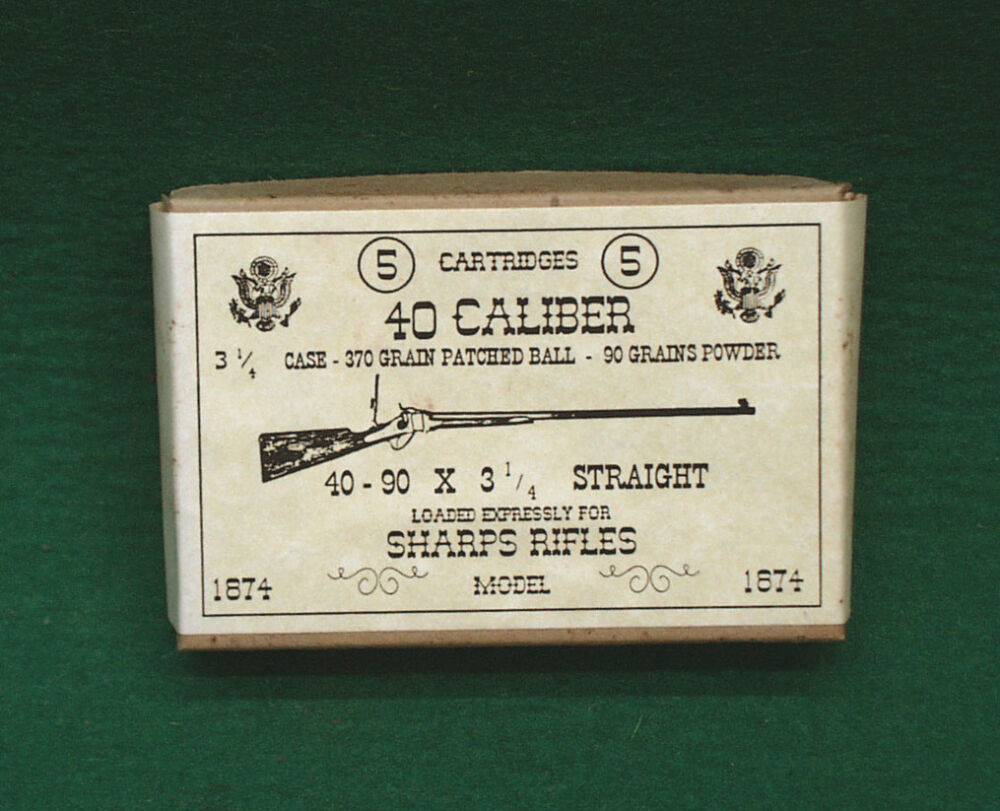 5 CARTRIDGES 5
40 CALIBER
3 1/4 CASE - 370 GRAIN PATCHED BALL - 90 GRAINS POWDER
40 - 90 X 3 1/4 STRAIGHT
LOADED EXPRESSLY FOR
SHARPS RIFLES
1874 MODEL 1874